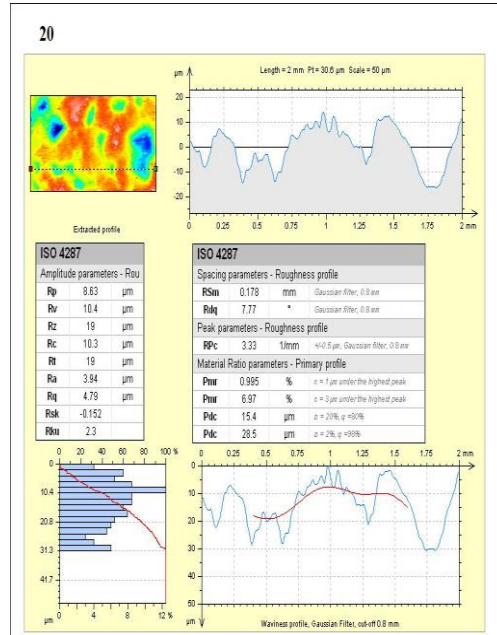 20
Length = 2 mm Pt = 30.6 µm Scale = 50 µm
µm
20
10
0
-10
-20
0 0.25 0.5 0.75 1 1.25 1.5 1.75 2 mm
Extracted profile
ISO 4287
Amplitude parameters - Rou
Rp 8.63 µm
Rv 10.4 µm
Rz 19 µm
Rc 10.3 µm
Rt 19 µm
Ra 3.94 µm
Rq 4.79 µm
Rsk -0.152
Rku 2.3
ISO 4287
Spacing parameters - Roughness profile
RSm 0.178 mm Gaussian filter, 0.8 mm
Rdq 7.77 ° Gaussian filter, 0.8 mm
Peak parameters - Roughness profile
RPc 3.33 1/mm +/-0.5 µm, Gaussian filter, 0.8 mm
Material Ratio parameters - Primary profile
Pmr 0.995 % c = 1 µm under the highest peak
Pmr 6.97 % c = 3 µm under the highest peak
Pdc 15.4 µm p = 20%, q = 80%
Pdc 28.5 µm p = 2%, q = 98%
0 20 40 60 80 100 %
0
10.4
20.8
31.3
41.7
µm
0 4 8 12 %
µm 0 0.25 0.5 0.75 1 1.25 1.5 1.75 2 mm
0
10
20
30
40
50
Waviness profile, Gaussian Filter, cut-off 0.8 mm